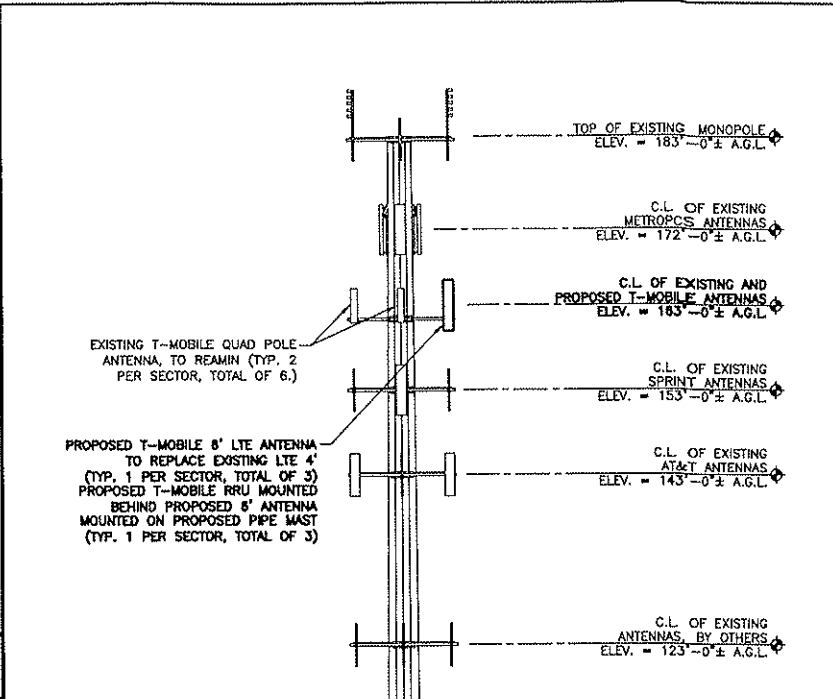 TOP OF EXISTING MONOPOLE
ELEV. = 183'-0"± A.G.L.
C.L. OF EXISTING
METROPCS ANTENNAS
ELEV. = 172'-0"± A.G.L.
C.L. OF EXISTING AND
PROPOSED T-MOBILE ANTENNAS
ELEV. = 163'-0"± A.G.L.
EXISTING T-MOBILE QUAD POLE
ANTENNA, TO REAMIN (TYP. 2
PER SECTOR, TOTAL OF 6.)
C.L. OF EXISTING
SPRINT ANTENNAS
ELEV. = 153'-0"± A.G.L.
PROPOSED T-MOBILE 8' LTE ANTENNA
TO REPLACE EXISTING LTE 4'
(TYP. 1 PER SECTOR, TOTAL OF 3)
PROPOSED T-MOBILE RRU MOUNTED
BEHIND PROPOSED 8' ANTENNA
MOUNTED ON PROPOSED PIPE MAST
(TYP. 1 PER SECTOR, TOTAL OF 3)
C.L. OF EXISTING
AT&T ANTENNAS
ELEV. = 143'-0"± A.G.L.
C.L. OF EXISTING
ANTENNAS, BY OTHERS
ELEV. = 123'-0"± A.G.L.